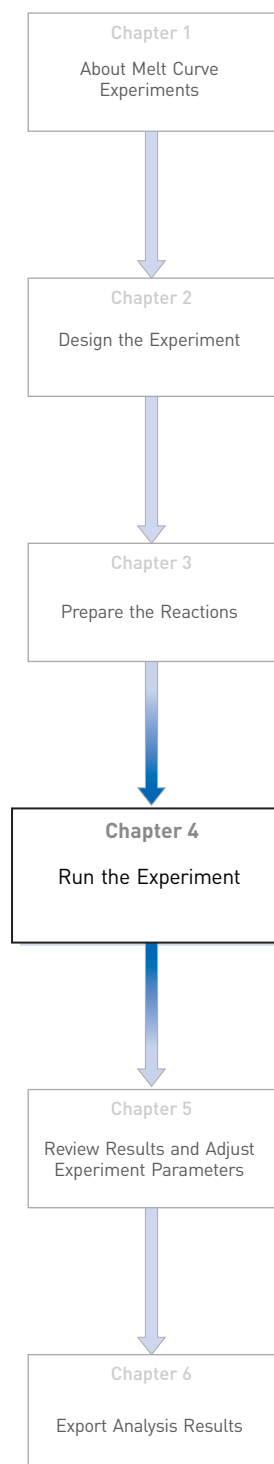 Chapter 1
About Melt Curve
Experiments
Chapter 2
Design the Experiment
Chapter 3
Prepare the Reactions
Chapter 4
Run the Experiment
Chapter 5
Review Results and Adjust
Experiment Parameters
Chapter 6
Export Analysis Results